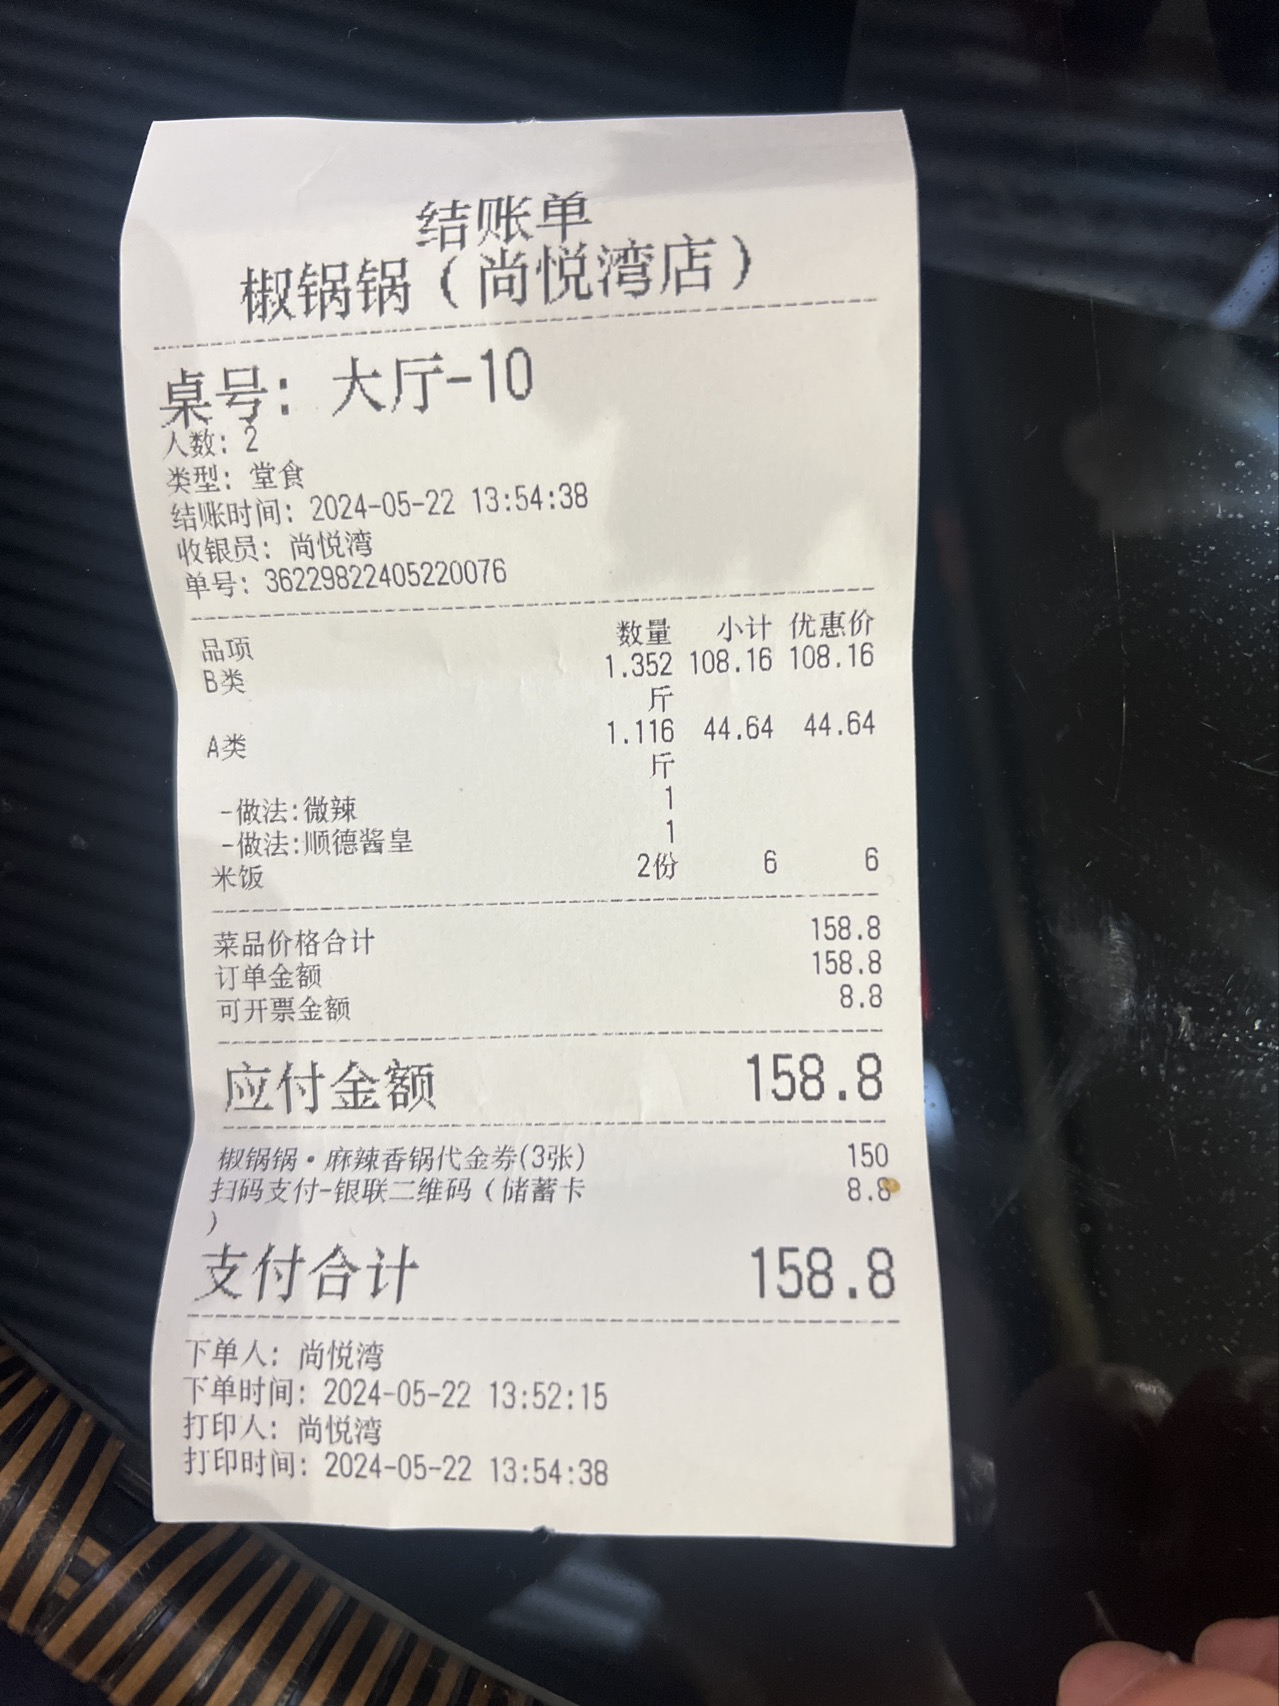 结账单
椒锅锅（尚悦湾店）
桌号：大厅-10
人数：2
类型：堂食
结账时间：2024-05-22 13:54:38
收银员：尚悦湾
单号：36229822405220076
品项 数量 小计 优惠价
B类 1.352 108.16 108.16
斤
A类 1.116 44.64 44.64
斤
-做法:微辣 1
-做法:顺德酱皇 1
米饭 2份 6 6
菜品价格合计 158.8
订单金额 158.8
可开票金额 8.8
应付金额 158.8
椒锅锅•麻辣香锅代金券(3张) 150
扫码支付-银联二维码（储蓄卡 8.8
）
支付合计 158.8
下单人：尚悦湾
下单时间：2024-05-22 13:52:15
打印人：尚悦湾
打印时间：2024-05-22 13:54:38